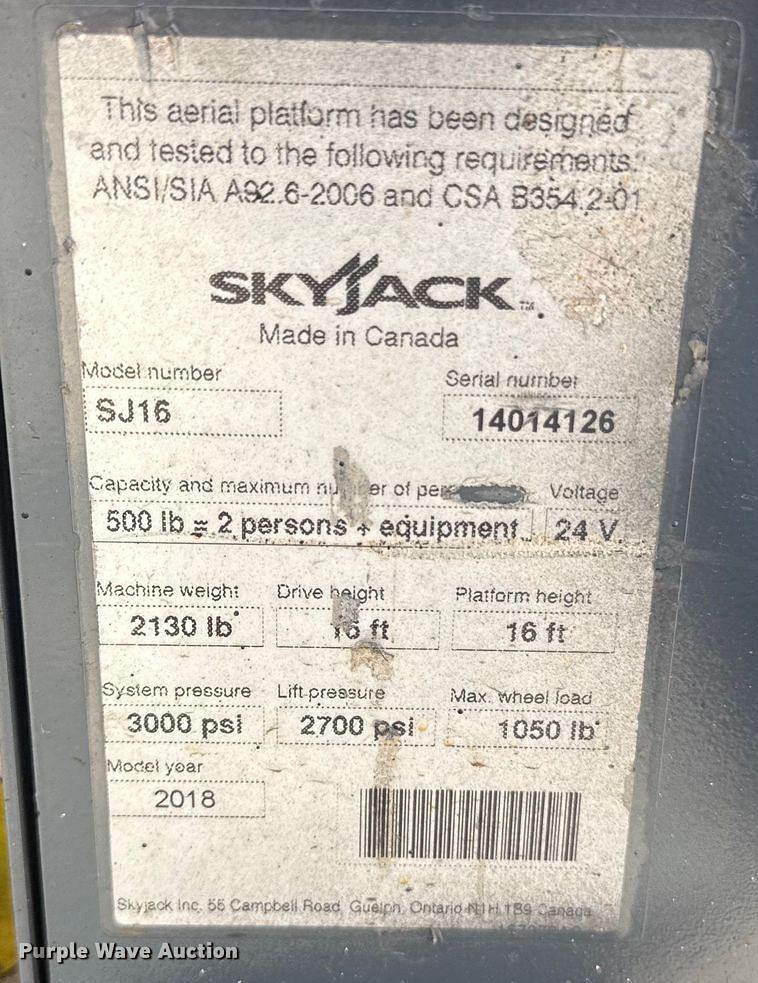 This aerial platform has been designed
and tested to the following requirements:
ANSI/SIA A92.6-2006 and CSA B354.2-01
SKYJACK™
Made in Canada
Model number
Serial number
SJ16
14014126
Capacity and maximum number of
Voltage
500 lb = 2 persons + equipment
24 V
Machine weight
Drive height
Platform height
2130 lb
16 ft
16 ft
System pressure
Lift pressure
Max. wheel load
3000 psi
2700 psi
1050 lb
Model year
2018
Skyjack Inc. 55 Campbell Road, Guelph, Ontario N1H 1B9 Canada
Purple Wave Auction